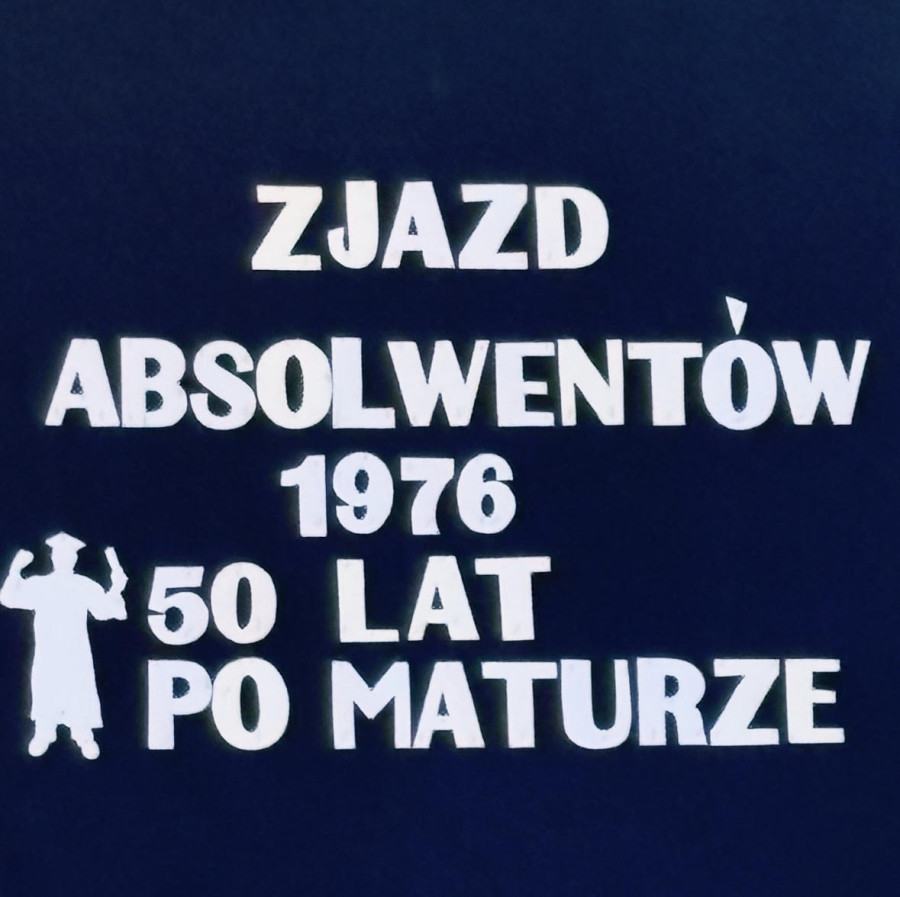 ZJAZD
ABSOLWENTÓW
1976
50 LAT
PO MATURZE